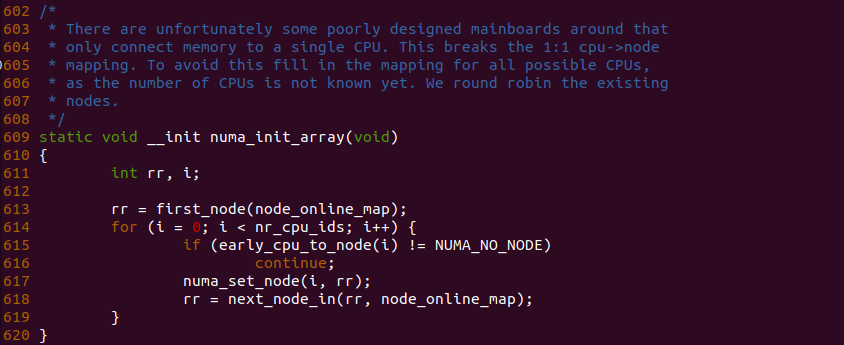 602 /*
603  * There are unfortunately some poorly designed mainboards around that
604  * only connect memory to a single CPU. This breaks the 1:1 cpu->node
605  * mapping. To avoid this fill in the mapping for all possible CPUs,
606  * as the number of CPUs is not known yet. We round robin the existing
607  * nodes.
608  */
609 static void __init numa_init_array(void)
610 {
611         int rr, i;
612
613         rr = first_node(node_online_map);
614         for (i = 0; i < nr_cpu_ids; i++) {
615                 if (early_cpu_to_node(i) != NUMA_NO_NODE)
616                         continue;
617                 numa_set_node(i, rr);
618                 rr = next_node_in(rr, node_online_map);
619         }
620 }